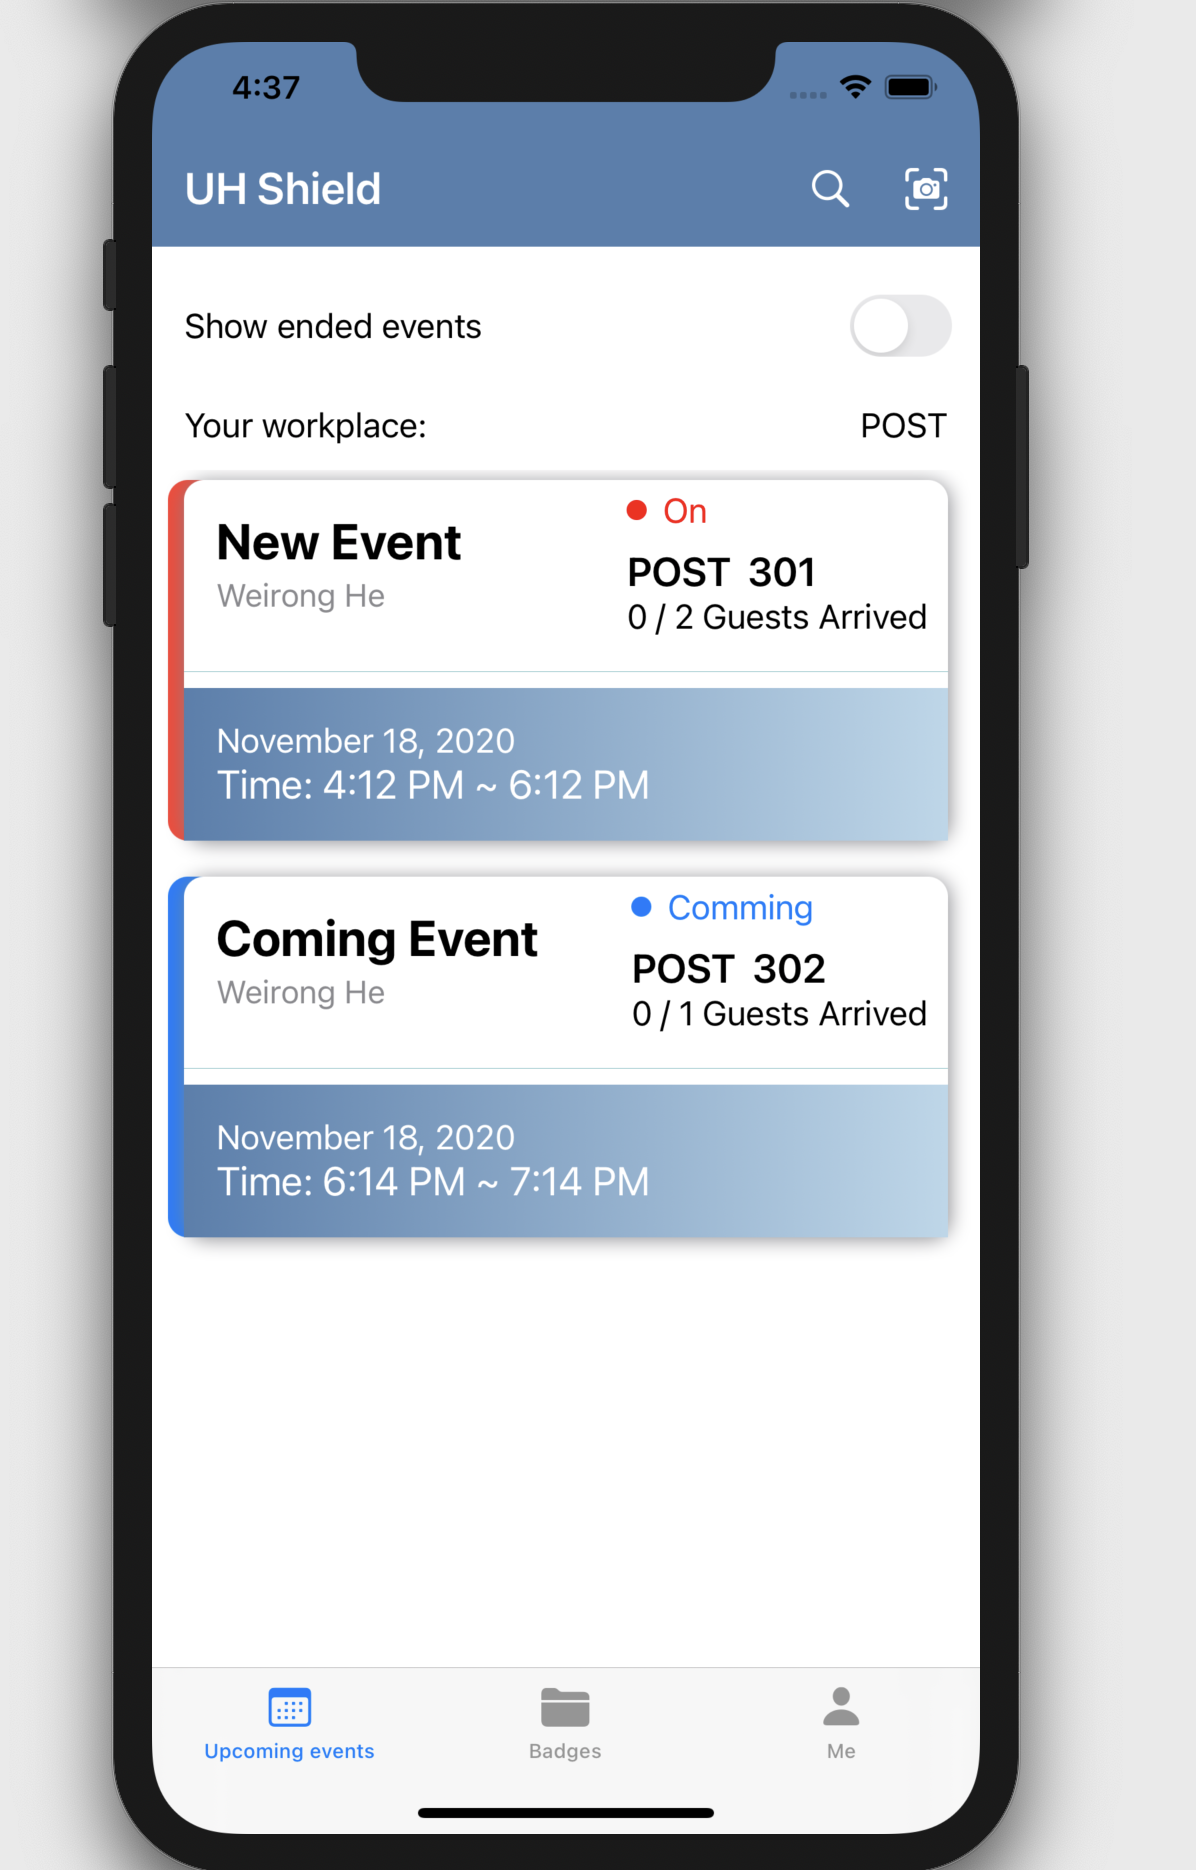 4:37
UH Shield
Show ended events
Your workplace: POST
New Event
Weirong He
On
POST 301
0 / 2 Guests Arrived
November 18, 2020
Time: 4:12 PM ~ 6:12 PM
Coming Event
Weirong He
Comming
POST 302
0 / 1 Guests Arrived
November 18, 2020
Time: 6:14 PM ~ 7:14 PM
Upcoming events
Badges
Me